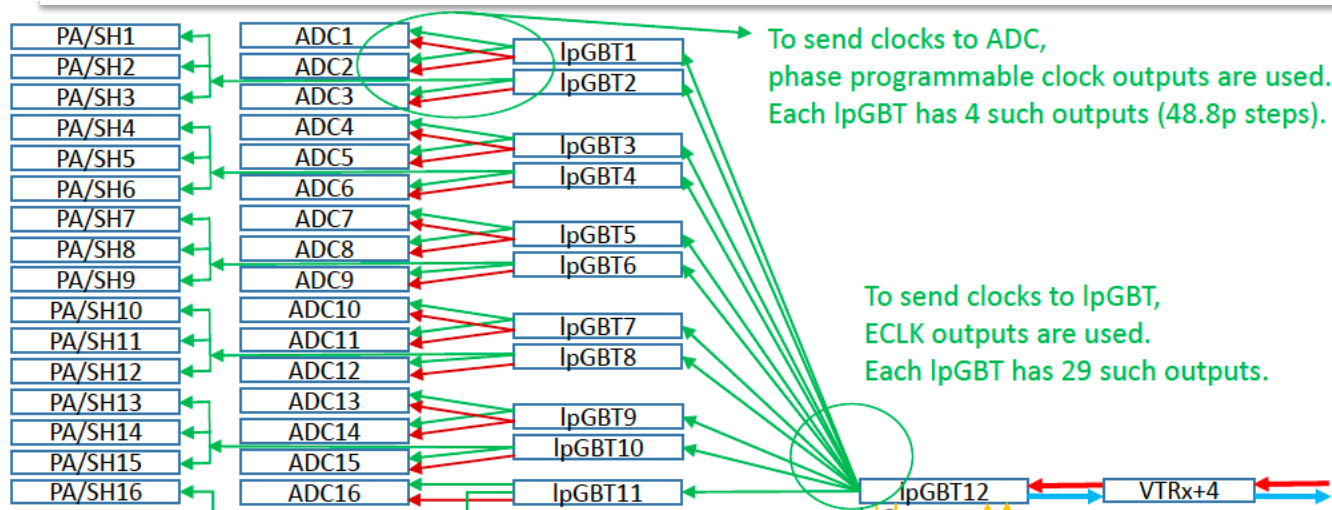 PA/SH1
PA/SH2
PA/SH3
PA/SH4
PA/SH5
PA/SH6
PA/SH7
PA/SH8
PA/SH9
PA/SH10
PA/SH11
PA/SH12
PA/SH13
PA/SH14
PA/SH15
PA/SH16
ADC1
ADC2
ADC3
ADC4
ADC5
ADC6
ADC7
ADC8
ADC9
ADC10
ADC11
ADC12
ADC13
ADC14
ADC15
ADC16
lpGBT1
lpGBT2
lpGBT3
lpGBT4
lpGBT5
lpGBT6
lpGBT7
lpGBT8
lpGBT9
lpGBT10
lpGBT11
To send clocks to ADC,
phase programmable clock outputs are used.
Each lpGBT has 4 such outputs (48.8p steps).
To send clocks to lpGBT,
ECLK outputs are used.
Each lpGBT has 29 such outputs.
lpGBT12
VTRx+4